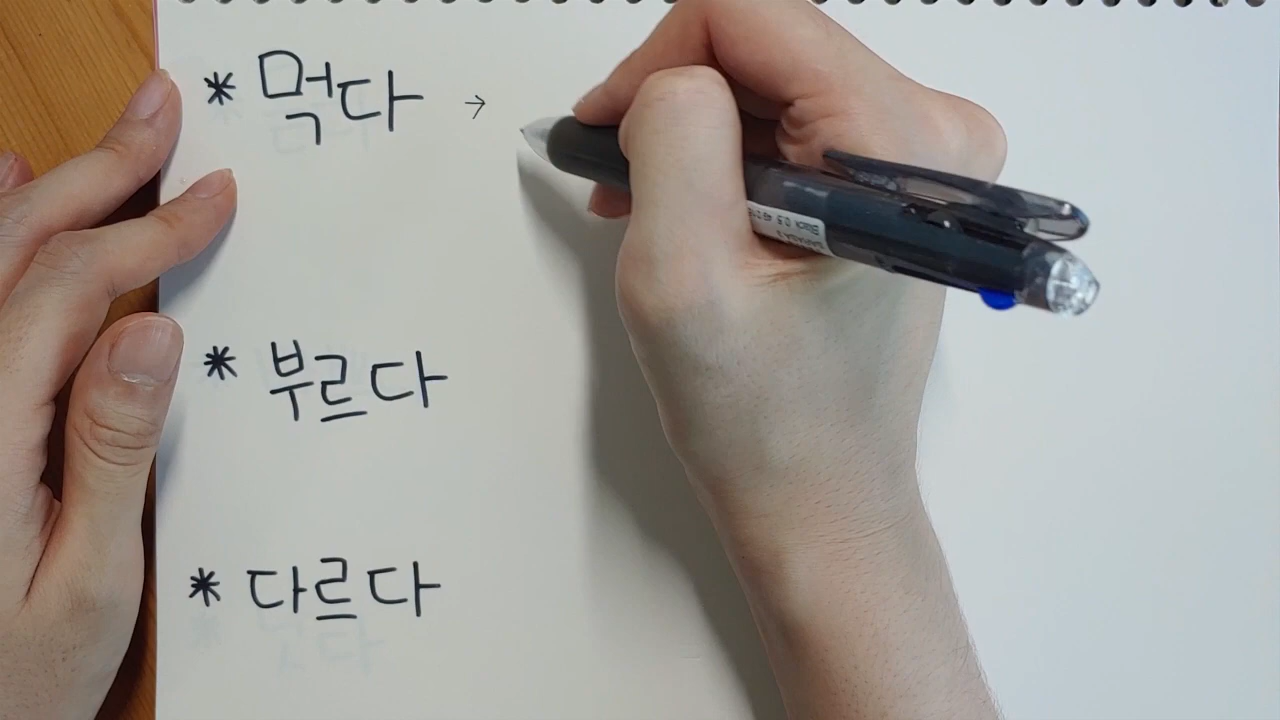 * 먹다 →
* 부르다
* 다르다